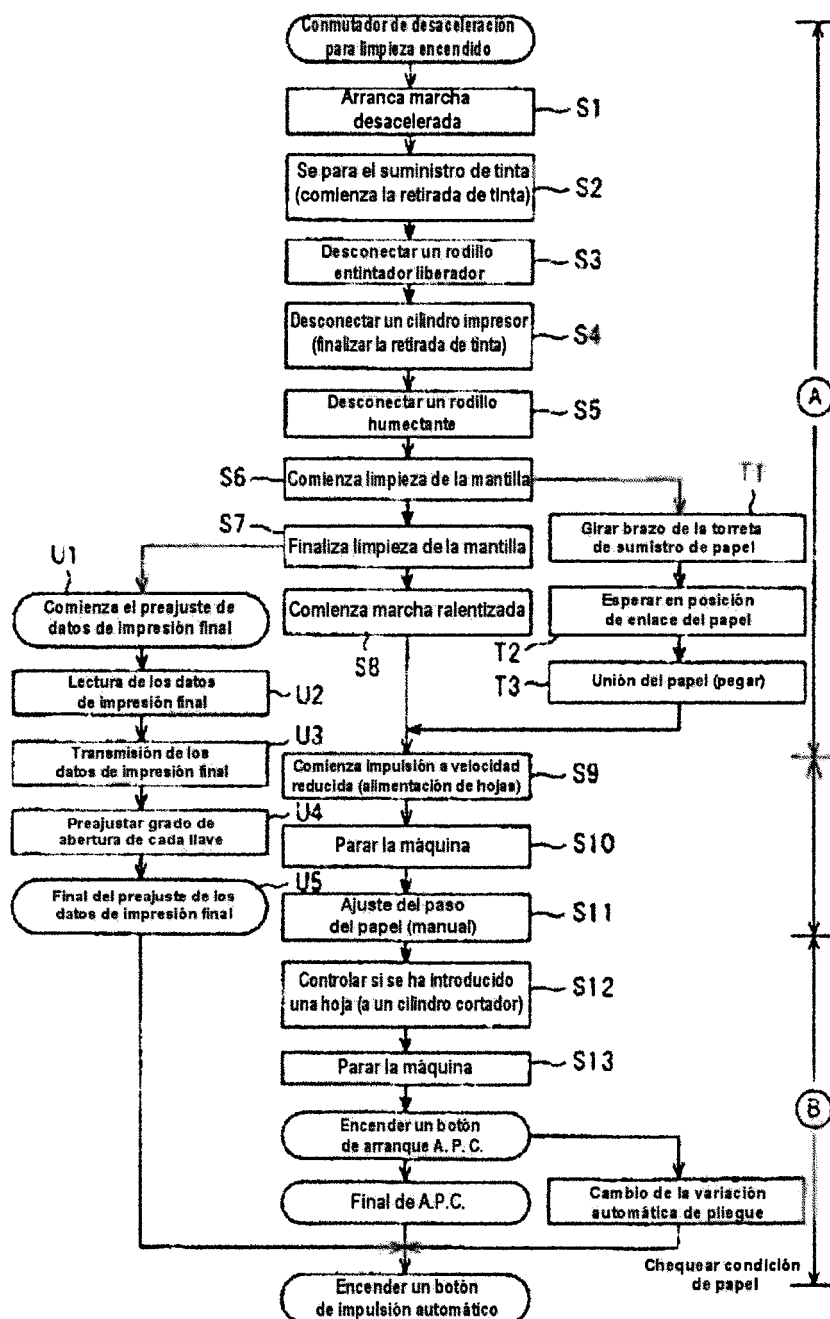 Conmutador de desaceleración
para limpieza encendido
Arranca marcha
desacelerada
S1
Se para el suministro de tinta
(comienza la retirada de tinta)
S2
Desconectar un rodillo
entintador liberador
S3
Desconectar un cilindro impresor
(finalizar la retirada de tinta)
S4
Desconectar un rodillo
humectante
S5
A
S6
Comienza limpieza de la mantilla
T1
Girar brazo de la torreta
de sumistro de papel
S7
Finaliza limpieza de la mantilla
U1
Comienza el preajuste de
datos de impresión final
Comienza marcha ralentizada
S8
Esperar en posición
de enlace del papel
T2
Lectura de los datos
de impresión final
U2
T3
Unión del papel (pegar)
Transmisión de los
datos de impresión final
U3
Comienza impulsión a velocidad
reducida (alimentación de hojas)
S9
Preajustar grado de
abertura de cada llave
U4
Parar la máquina
S10
Final del preajuste de los
datos de impresión final
U5
Ajuste del paso
del papel (manual)
S11
Controlar si se ha introducido
una hoja (a un cilindro cortador)
S12
Parar la màquina
S13
B
Encender un botón
de arranque A. P. C.
Final de A.P.C.
Cambio de la variación
automática de pliegue
Chequear condición
de papel
Encender un botón
de impulsión automático